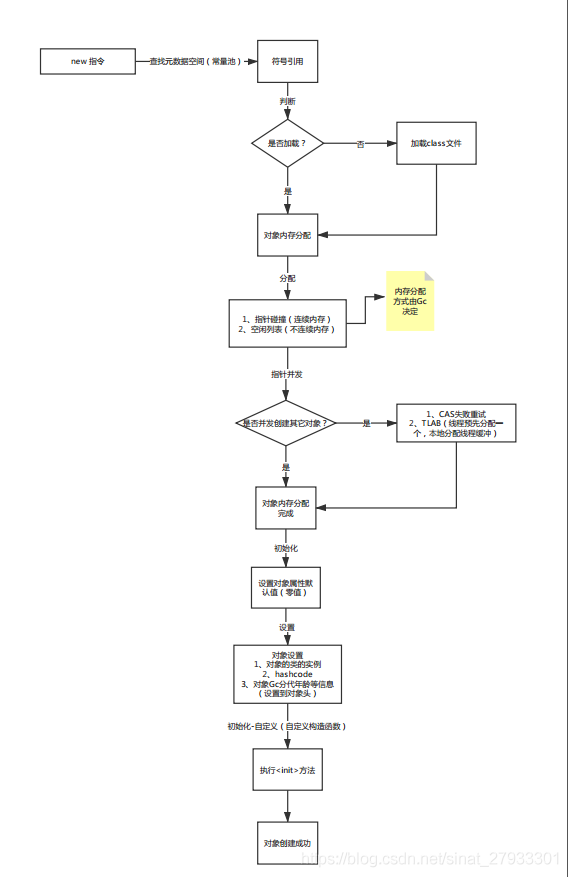 new 指令
查找元数据空间（常量池）
符号引用
判断
是否加载？
否
加载class文件
是
对象内存分配
分配
1、指针碰撞（连续内存）
2、空闲列表（不连续内存）
内存分配
方式由Gc
决定
指针并发
是否并发创建其它对象？
是
1、CAS失败重试
2、TLAB（线程预先分配一
个，本地分配线程缓冲）
是
对象内存分配
完成
初始化
设置对象属性默
认值（零值）
设置
对象设置
1、对象的类的实例
2、hashcode
3、对象Gc分代年龄等信息
（设置到对象头）
初始化-自定义（自定义构造函数）
执行<init>方法
对象创建成功
https://blog.csdn.net/sinat_27933301